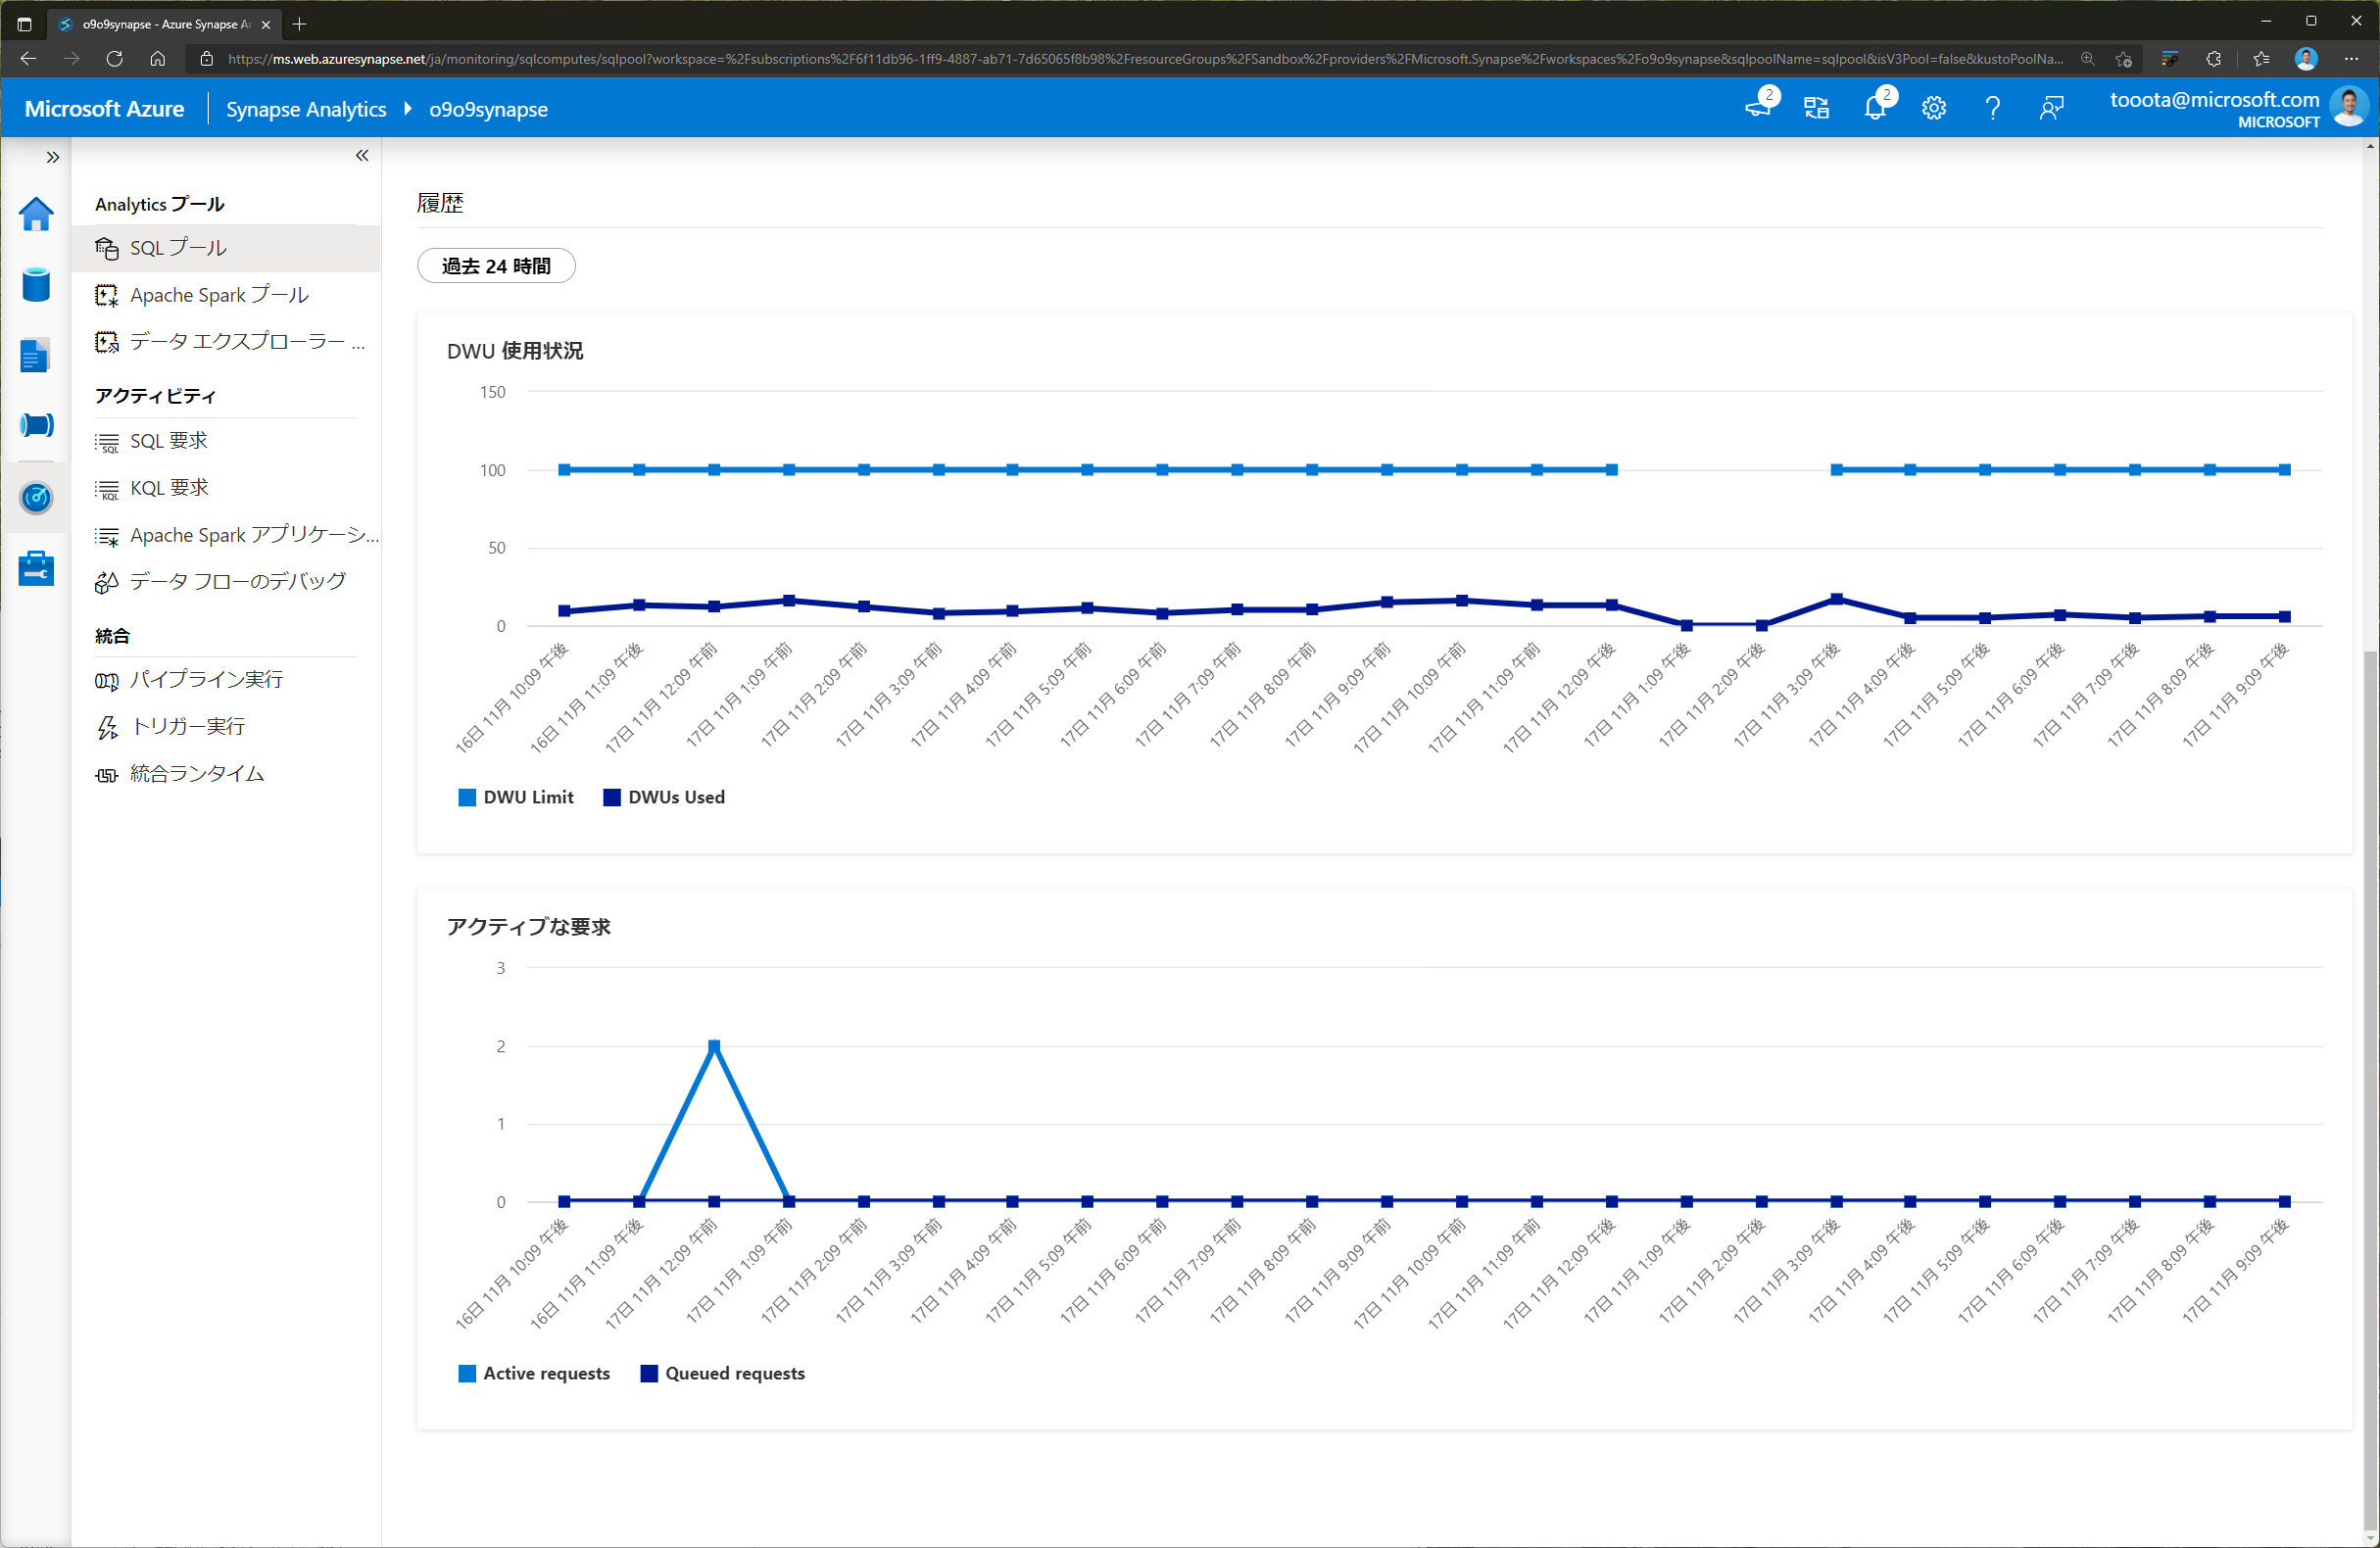 o9o9synapse - Azure Synapse An
https://ms.web.azuresynapse.net/ja/monitoring/sqlcomputes/sqlpool?workspace=%2Fsubscriptions%2F6f11db96-1ff9-4887-ab71-7d65065f8b98%2FresourceGroups%2FSandbox%2Fproviders%2FMicrosoft.Synapse%2Fworkspaces%2Fo9o9synapse&sqlpoolName=sqlpool&isV3Pool=false&kustoPoolNa...
Microsoft Azure
Synapse Analytics
o9o9synapse
2
2
tooota@microsoft.com
MICROSOFT
Analytics プール
SQL プール
Apache Spark プール
データ エクスプローラー ...
アクティビティ
SQL 要求
KQL 要求
Apache Spark アプリケーシ...
データ フローのデバッグ
統合
パイプライン実行
トリガー実行
統合ランタイム
履歴
過去 24 時間
DWU 使用状況
150
100
50
0
16日 11月 10:09 午後
16日 11月 11:09 午後
17日 11月 12:09 午前
17日 11月 1:09 午前
17日 11月 2:09 午前
17日 11月 3:09 午前
17日 11月 4:09 午前
17日 11月 5:09 午前
17日 11月 6:09 午前
17日 11月 7:09 午前
17日 11月 8:09 午前
17日 11月 9:09 午前
17日 11月 10:09 午前
17日 11月 11:09 午前
17日 11月 12:09 午後
17日 11月 1:09 午後
17日 11月 2:09 午後
17日 11月 3:09 午後
17日 11月 4:09 午後
17日 11月 5:09 午後
17日 11月 6:09 午後
17日 11月 7:09 午後
17日 11月 8:09 午後
17日 11月 9:09 午後
DWU Limit
DWUs Used
アクティブな要求
3
2
1
0
16日 11月 10:09 午後
16日 11月 11:09 午後
17日 11月 12:09 午前
17日 11月 1:09 午前
17日 11月 2:09 午前
17日 11月 3:09 午前
17日 11月 4:09 午前
17日 11月 5:09 午前
17日 11月 6:09 午前
17日 11月 7:09 午前
17日 11月 8:09 午前
17日 11月 9:09 午前
17日 11月 10:09 午前
17日 11月 11:09 午前
17日 11月 12:09 午後
17日 11月 1:09 午後
17日 11月 2:09 午後
17日 11月 3:09 午後
17日 11月 4:09 午後
17日 11月 5:09 午後
17日 11月 6:09 午後
17日 11月 7:09 午後
17日 11月 8:09 午後
17日 11月 9:09 午後
Active requests
Queued requests